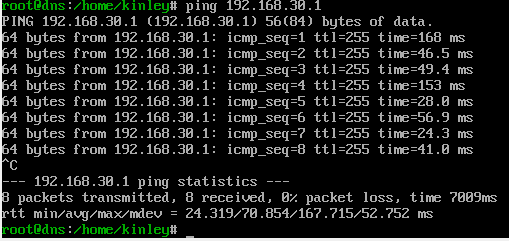 root@dns:/home/kinley# ping 192.168.30.1
PING 192.168.30.1 (192.168.30.1) 56(84) bytes of data.
64 bytes from 192.168.30.1: icmp_seq=1 ttl=255 time=168 ms
64 bytes from 192.168.30.1: icmp_seq=2 ttl=255 time=46.5 ms
64 bytes from 192.168.30.1: icmp_seq=3 ttl=255 time=49.4 ms
64 bytes from 192.168.30.1: icmp_seq=4 ttl=255 time=153 ms
64 bytes from 192.168.30.1: icmp_seq=5 ttl=255 time=28.0 ms
64 bytes from 192.168.30.1: icmp_seq=6 ttl=255 time=56.9 ms
64 bytes from 192.168.30.1: icmp_seq=7 ttl=255 time=24.3 ms
64 bytes from 192.168.30.1: icmp_seq=8 ttl=255 time=41.0 ms
^C
--- 192.168.30.1 ping statistics ---
8 packets transmitted, 8 received, 0% packet loss, time 7009ms
rtt min/avg/max/mdev = 24.319/70.854/167.715/52.752 ms
root@dns:/home/kinley# _